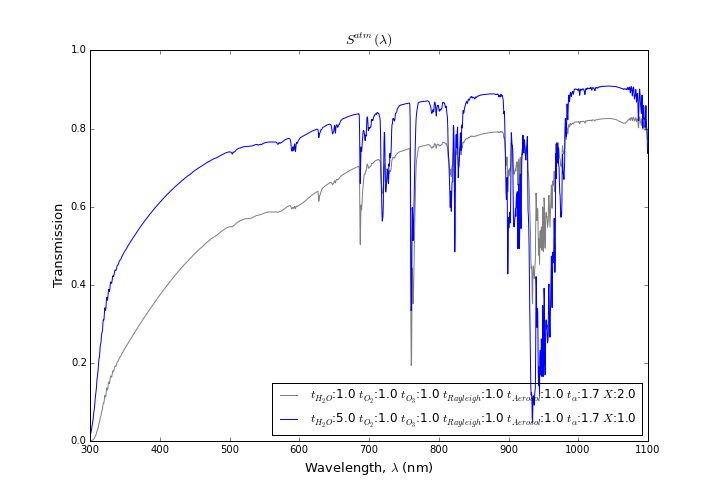 S^{atm}(λ)
1.0
0.8
0.6
0.4
0.2
0.0
Transmission
t_{H_2O}:1.0 t_{O_2}:1.0 t_{O_3}:1.0 t_{Rayleigh}:1.0 t_{Aerosol}:1.0 t_α:1.7 X:2.0
t_{H_2O}:5.0 t_{O_2}:1.0 t_{O_3}:1.0 t_{Rayleigh}:1.0 t_{Aerosol}:1.0 t_α:1.7 X:1.0
300 400 500 600 700 800 900 1000 1100
Wavelength, λ (nm)